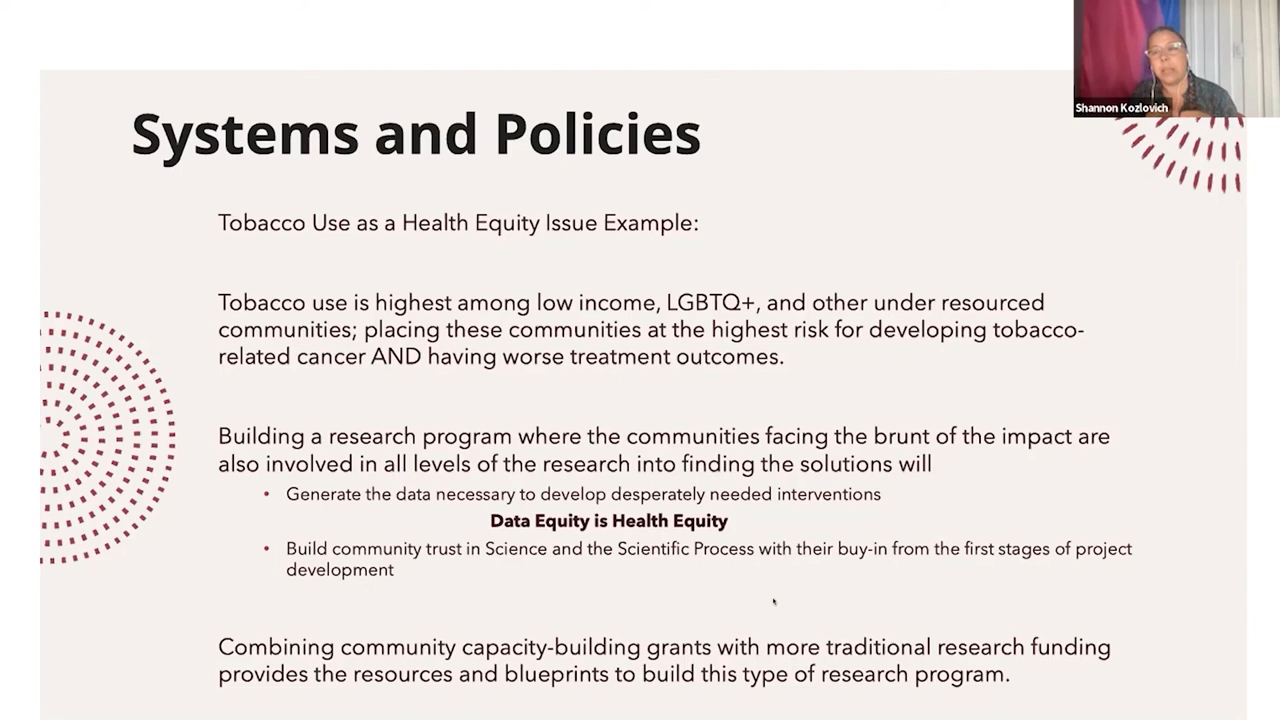 Shannon Kozlovich
Systems and Policies
Tobacco Use as a Health Equity Issue Example:
Tobacco use is highest among low income, LGBTQ+, and other under resourced
communities; placing these communities at the highest risk for developing tobacco-
related cancer AND having worse treatment outcomes.
Building a research program where the communities facing the brunt of the impact are
also involved in all levels of the research into finding the solutions will
• Generate the data necessary to develop desperately needed interventions
Data Equity is Health Equity
• Build community trust in Science and the Scientific Process with their buy-in from the first stages of project
development
Combining community capacity-building grants with more traditional research funding
provides the resources and blueprints to build this type of research program.